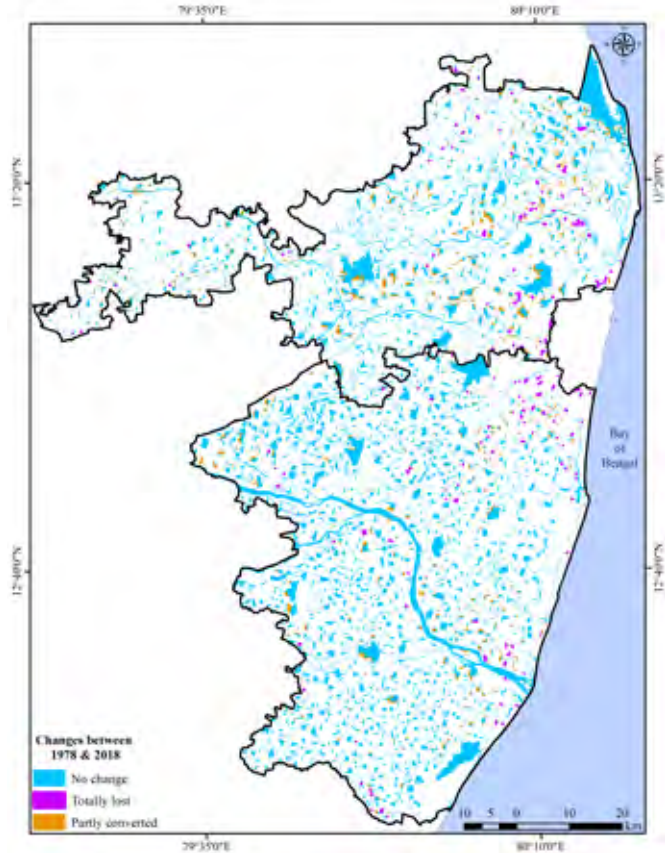 79°35'0"E 80°10'0"E
13°20'0"N 13°20'0"N
Bay
of
Bengal
12°40'0"N 12°40'0"N
Changes between
1978 & 2018
No change
Totally lost
Partly converted
10 5 0 10 20
km
79°35'0"E 80°10'0"E